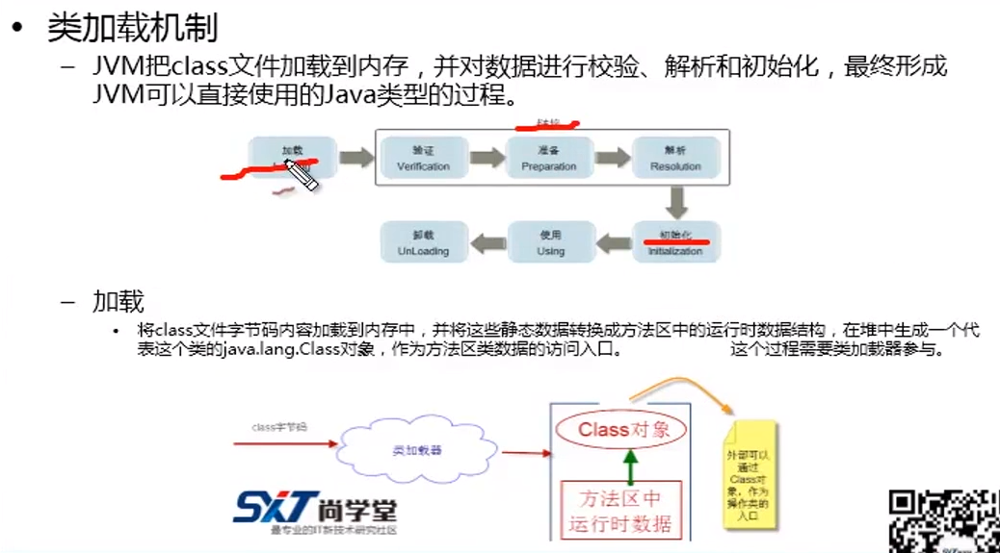 类加载机制
– JVM把class文件加载到内存，并对数据进行校验、解析和初始化，最终形成
JVM可以直接使用的Java类型的过程。
加载
验证
Verification
准备
Preparation
解析
Resolution
卸载
UnLoading
使用
Using
初始化
Initialization
– 加载
• 将class文件字节码内容加载到内存中，并将这些静态数据转换成方法区中的运行时数据结构，在堆中生成一个代
表这个类的java.lang.Class对象，作为方法区类数据的访问入口。 这个过程需要类加载器参与。
class字节码
类加载器
Class对象
方法区中
运行时数据
外部可以
通过
Class对
象，作为
操作类的
入口
SXT尚学堂
最专业的IT新技术研究社区